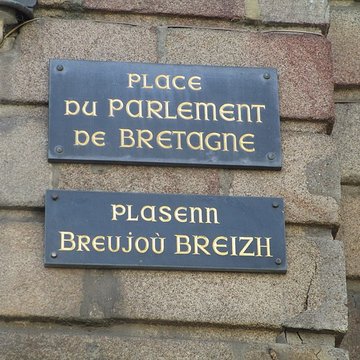 PLACE
DU PARLEMENT
DE BRETAGNE
PLASENN
BREUJOÙ BREIZH